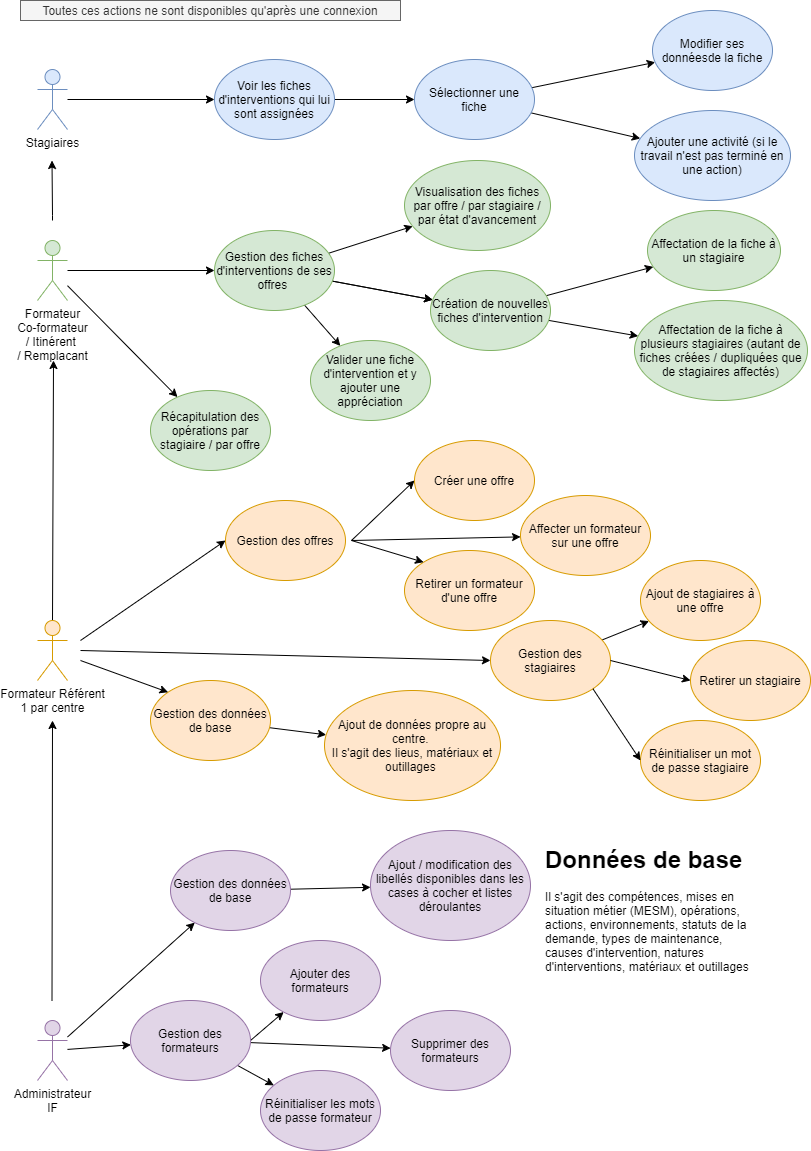 Toutes ces actions ne sont disponibles qu'après une connexion
Stagiaires
Voir les fiches
d'interventions qui lui
sont assignées
Sélectionner une
fiche
Modifier ses
donnéesde la fiche
Ajouter une activité (si le
travail n'est pas terminé en
une action)
Formateur
Co-formateur
/ Itinérent
/ Remplacant
Gestion des fiches
d'interventions de ses
offres
Visualisation des fiches
par offre / par stagiaire /
par état d'avancement
Création de nouvelles
fiches d'intervention
Affectation de la fiche à
un stagiaire
Affectation de la fiche à
plusieurs stagiaires (autant de
fiches créées / dupliquées que
de stagiaires affectés)
Valider une fiche
d'intervention et y
ajouter une
appréciation
Récapitulation des
opérations par
stagiaire / par offre
Formateur Référent
1 par centre
Gestion des offres
Créer une offre
Affecter un formateur
sur une offre
Retirer un formateur
d'une offre
Gestion des
stagiaires
Ajout de stagiaires à
une offre
Retirer un stagiaire
Réinitialiser un mot
de passe stagiaire
Gestion des données
de base
Ajout de données propre au
centre.
Il s'agit des lieus, matériaux et
outillages
Administrateur
IF
Gestion des données
de base
Ajout / modification des
libellés disponibles dans les
cases à cocher et listes
déroulantes
Gestion des
formateurs
Ajouter des
formateurs
Supprimer des
formateurs
Réinitialiser les mots
de passe formateur
Données de base
Il s'agit des compétences, mises en
situation métier (MESM), opérations,
actions, environnements, statuts de la
demande, types de maintenance,
causes d'intervention, natures
d'interventions, matériaux et outillages